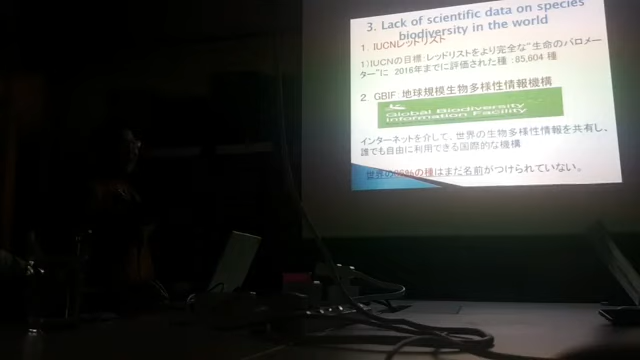 3. Lack of scientific data on species
biodiversity in the world
1. IUCNレッドリスト
1)IUCNの目標:レッドリストをより完全な"生命のバロメー
ター"に 2016年までに評価された種:85,604 種
2. GBIF:地球規模生物多様性情報機構
Global Biodiversity
Information Facility
インターネットを介して、世界の生物多様性情報を共有し、
誰でも自由に利用できる国際的な機構
世界の%の種はまだ名前がつけられていない。